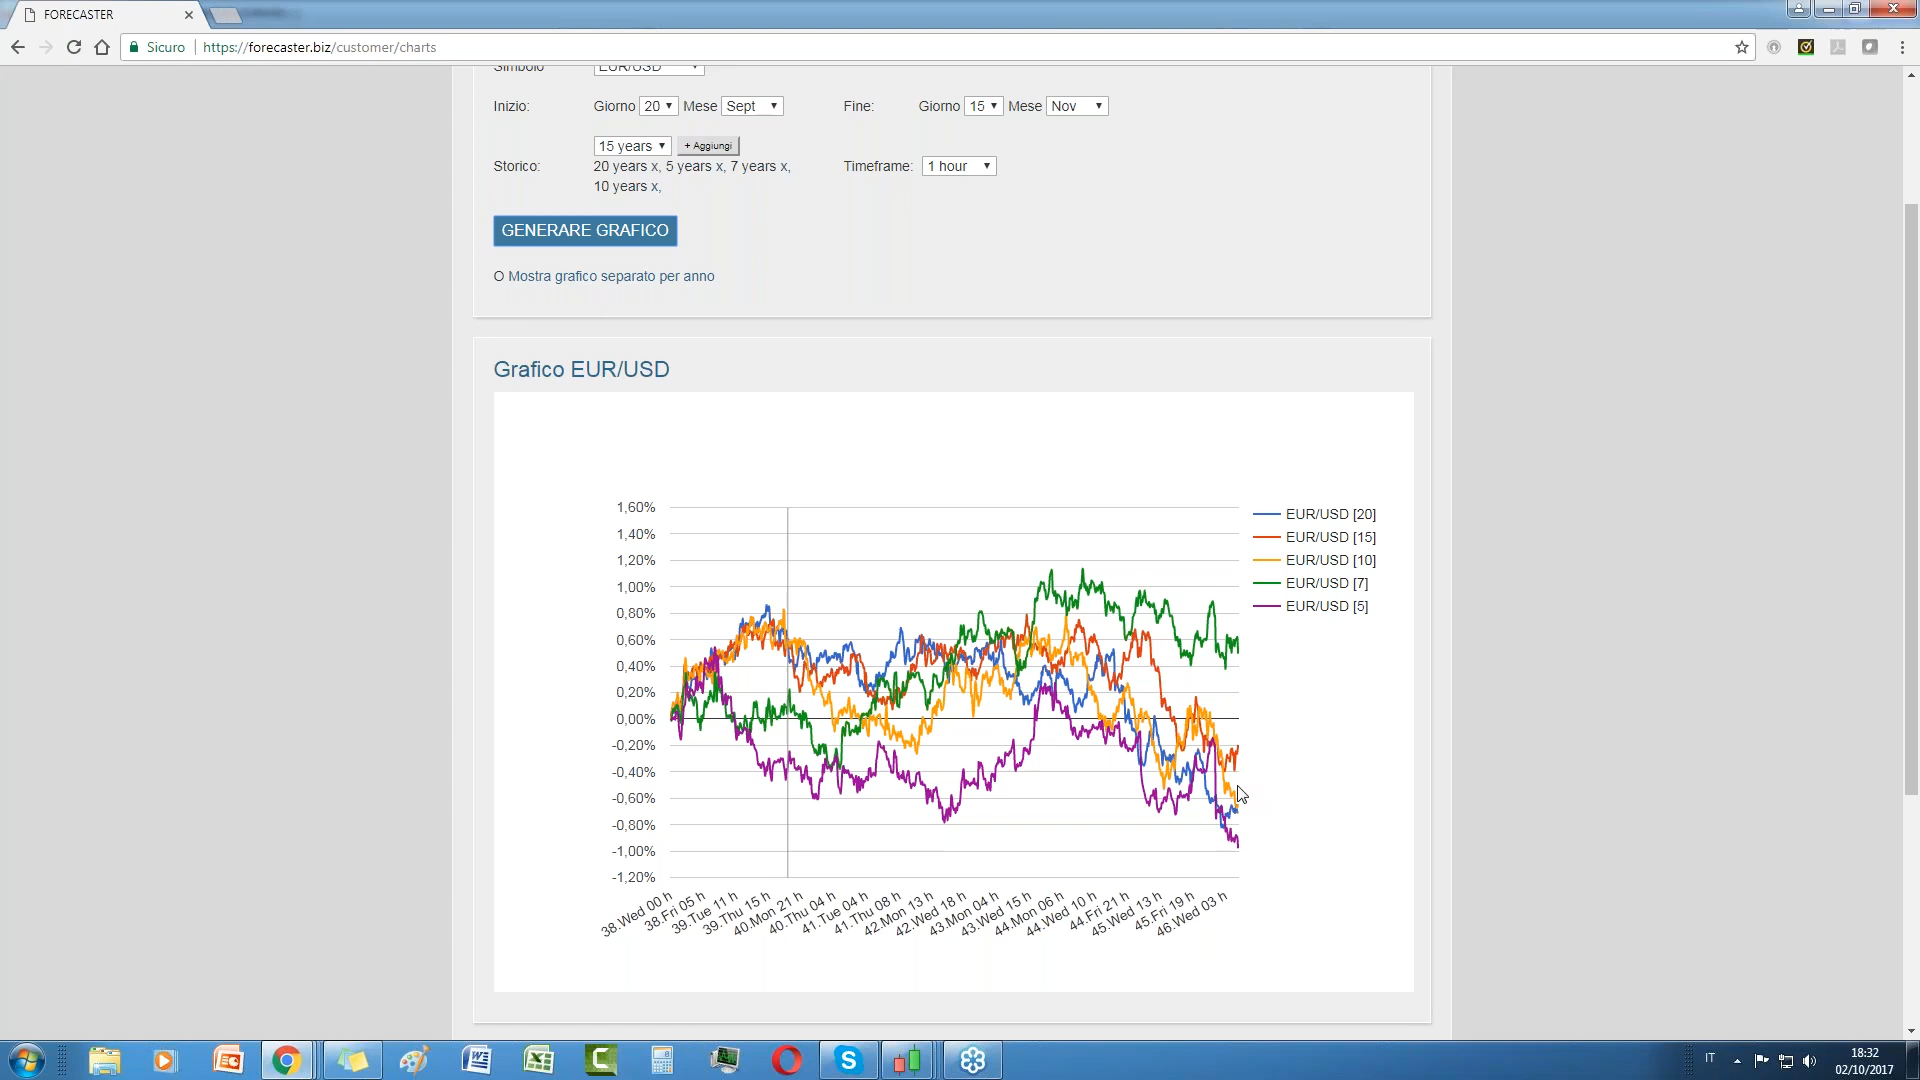 FORECASTER
Sicuro https://forecaster.biz/customer/charts
Simbolo EUR/USD
Inizio: Giorno 20 Mese Sept Fine: Giorno 15 Mese Nov
15 years + Aggiungi
Storico: 20 years x, 5 years x, 7 years x, Timeframe: 1 hour
10 years x,
GENERARE GRAFICO
O Mostra grafico separato per anno
Grafico EUR/USD
1,60%
1,40%
1,20%
1,00%
0,80%
0,60%
0,40%
0,20%
0,00%
-0,20%
-0,40%
-0,60%
-0,80%
-1,00%
-1,20%
EUR/USD [20]
EUR/USD [15]
EUR/USD [10]
EUR/USD [7]
EUR/USD [5]
38.Wed 00 h
38.Fri 05 h
39.Tue 11 h
39.Thu 15 h
40.Mon 21 h
40.Thu 04 h
41.Tue 04 h
41.Thu 08 h
42.Mon 13 h
42.Wed 18 h
43.Mon 04 h
43.Wed 15 h
44.Mon 06 h
44.Wed 10 h
44.Fri 21 h
45.Wed 13 h
45.Fri 19 h
46.Wed 03 h
IT
18:32
02/10/2017